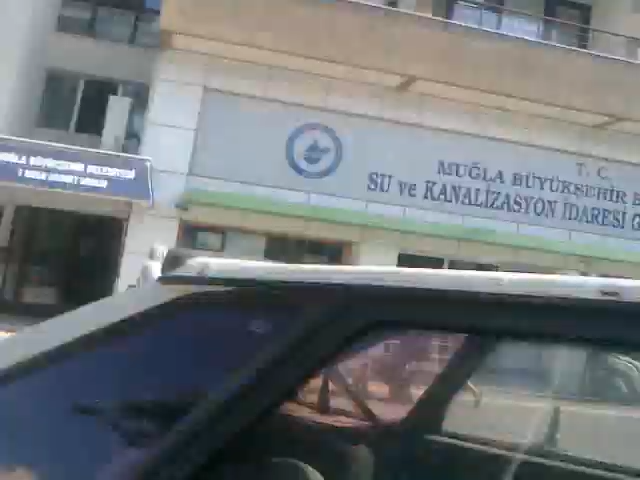 MUĞLA BÜYÜKŞEHİR BELEDİYESİ
T. C.
MUĞLA BÜYÜKŞEHİR B
SU ve KANALİZASYON İDARESİ G